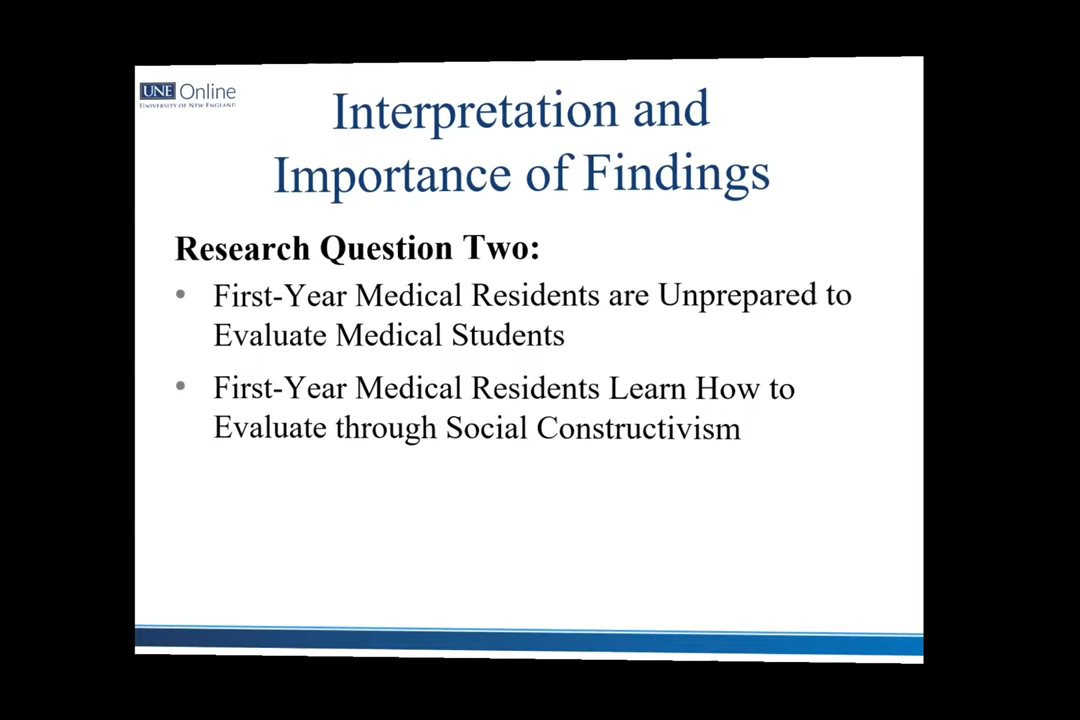 UNE Online
UNIVERSITY OF NEW ENGLAND
Interpretation and
Importance of Findings
Research Question Two:
• First-Year Medical Residents are Unprepared to
Evaluate Medical Students
• First-Year Medical Residents Learn How to
Evaluate through Social Constructivism